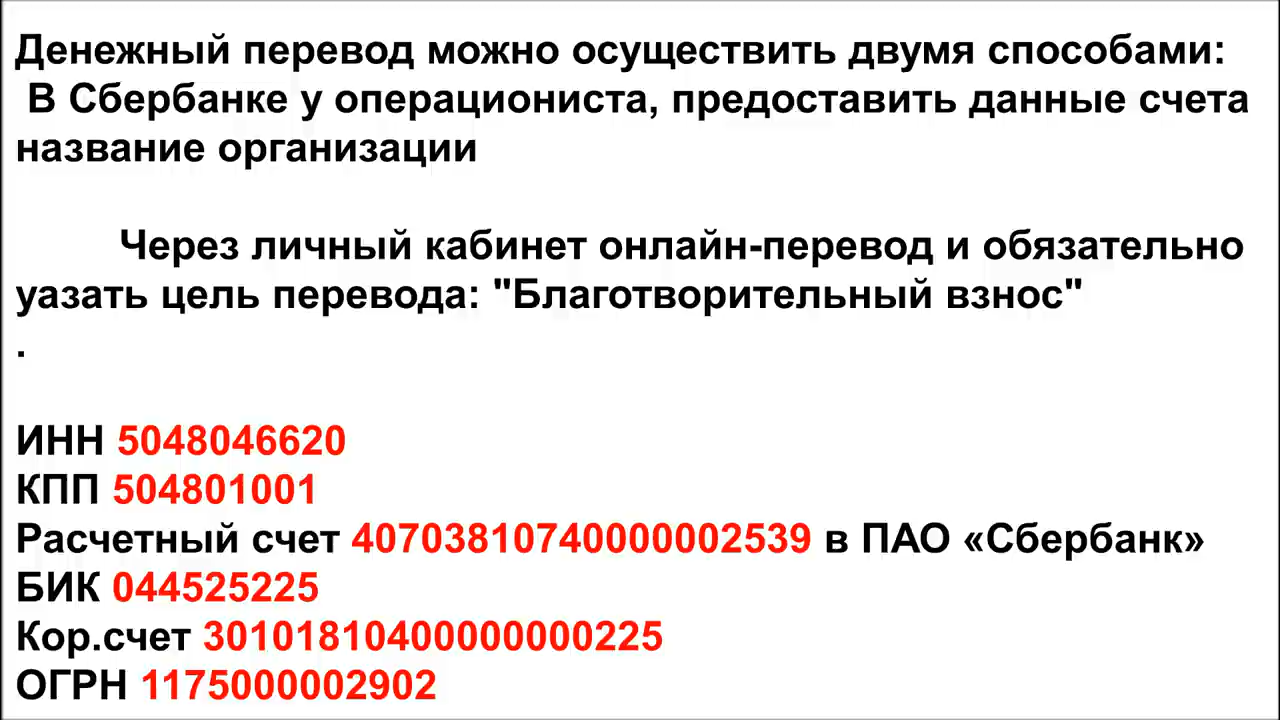 Денежный перевод можно осуществить двумя способами:
В Сбербанке у операциониста, предоставить данные счета
название организации
Через личный кабинет онлайн-перевод и обязательно
уазать цель перевода: "Благотворительный взнос"
.
ИНН 5048046620
КПП 504801001
Расчетный счет 40703810740000002539 в ПАО «Сбербанк»
БИК 044525225
Кор.счет 30101810400000000225
ОГРН 1175000002902